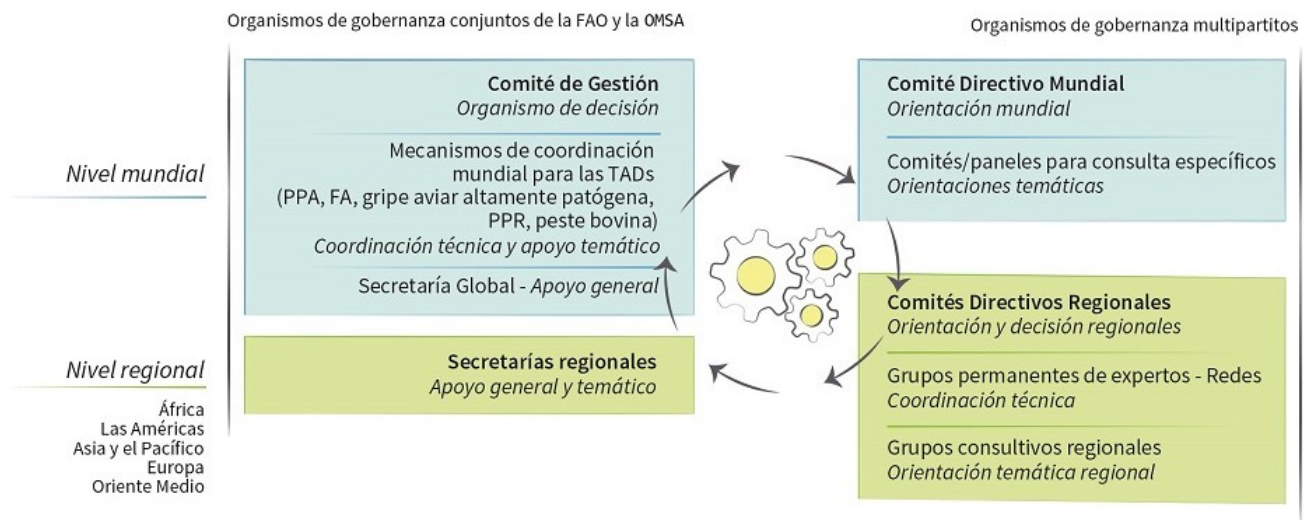 Organismos de gobernanza conjuntos de la FAO y la OMSA
Organismos de gobernanza multipartitos
Nivel mundial
Comité de Gestión
Organismo de decisión
Mecanismos de coordinación
mundial para las TADs
(PPA, FA, gripe aviar altamente patógena,
PPR, peste bovina)
Coordinación técnica y apoyo temático
Secretaría Global - Apoyo general
Comité Directivo Mundial
Orientación mundial
Comités/paneles para consulta específicos
Orientaciones temáticas
Nivel regional
África
Las Américas
Asia y el Pacífico
Europa
Oriente Medio
Secretarías regionales
Apoyo general y temático
Comités Directivos Regionales
Orientación y decisión regionales
Grupos permanentes de expertos - Redes
Coordinación técnica
Grupos consultivos regionales
Orientación temática regional